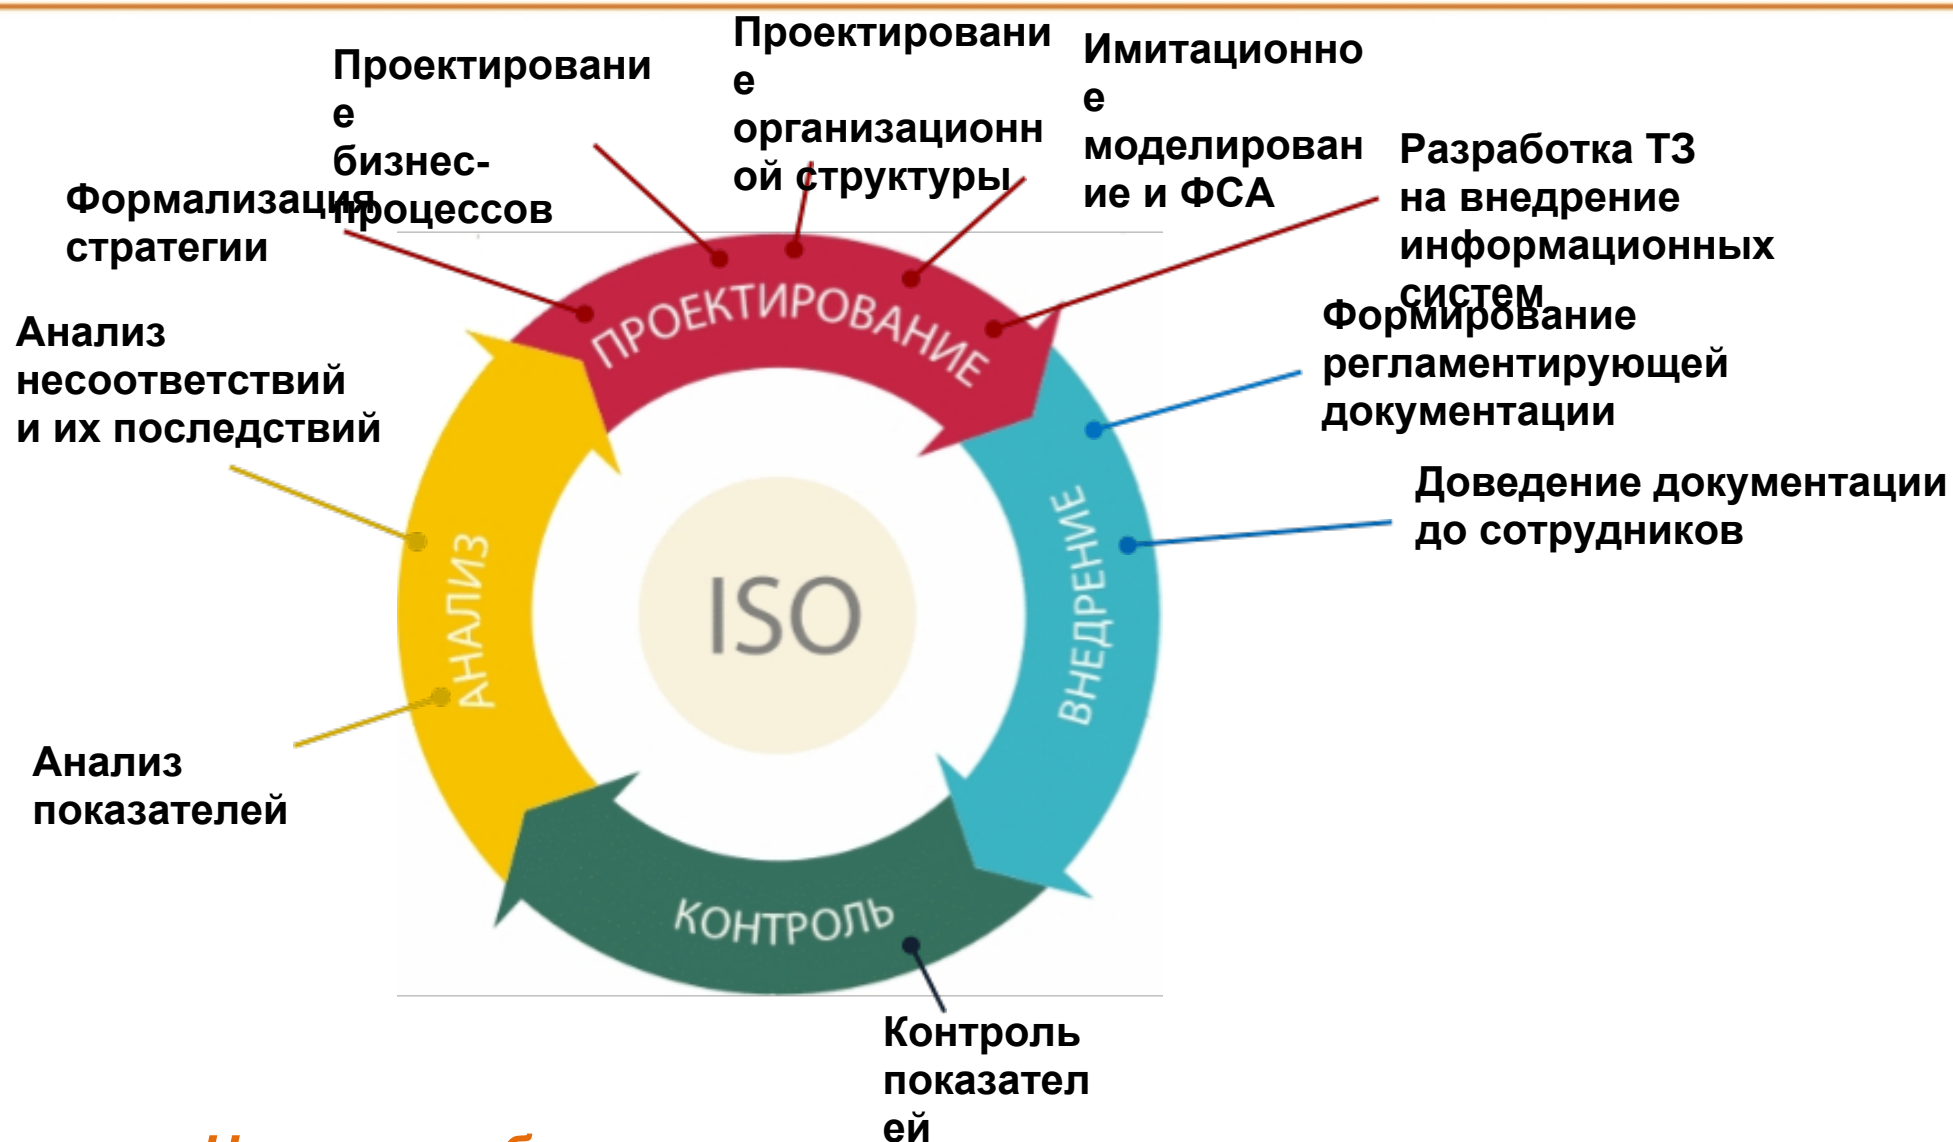 Проектировани
е
бизнес-
процессов
Проектировани
е
организационн
ой структуры
Имитационно
е
моделирован
ие и ФСА
Разработка ТЗ
на внедрение
информационных
систем
Формализация
стратегии
Формирование
регламентирующей
документации
Анализ
несоответствий
и их последствий
Доведение документации
до сотрудников
ПРОЕКТИРОВАНИЕ
ВНЕДРЕНИЕ
КОНТРОЛЬ
АНАЛИЗ
ISO
Анализ
показателей
Контроль
показател
ей